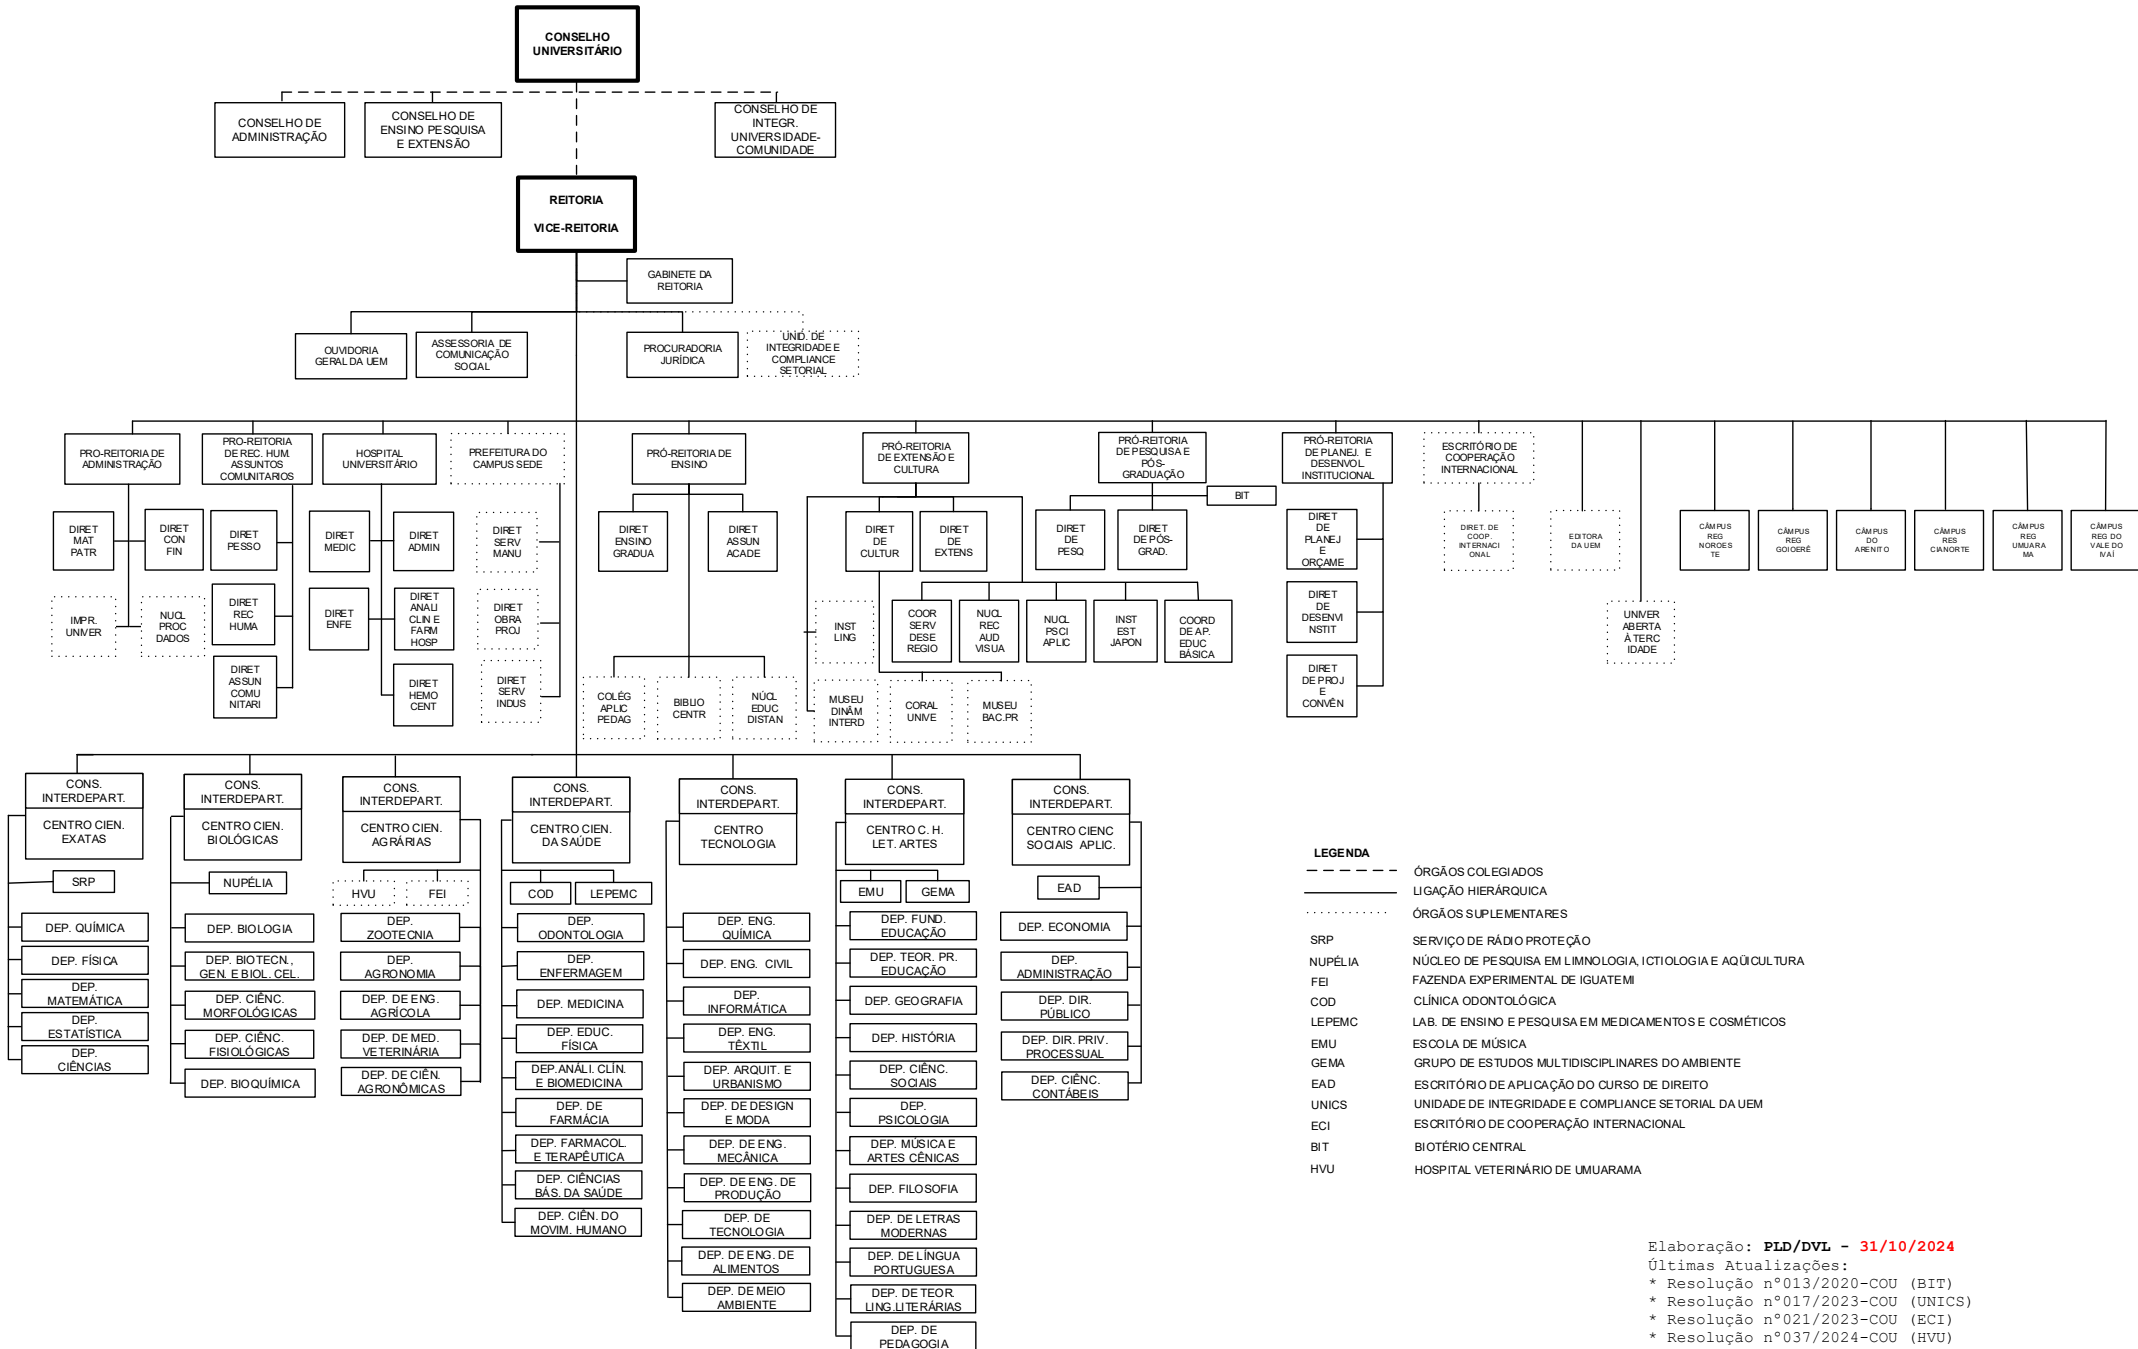 CONSELHO
UNIVERSITÁRIO
CONSELHO DE
ADMINISTRAÇÃO
CONSELHO DE
ENSINO PESQUISA
E EXTENSÃO
CONSELHO DE
INTEGR.
UNIVERSIDADE-
COMUNIDADE
REITORIA
VICE-REITORIA
GABINETE DA
REITORIA
OUVIDORIA
GERAL DA UEM
ASSESSORIA DE
COMUNICAÇÃO
SOCIAL
PROCURADORIA
JURÍDICA
UNID. DE
INTEGRIDADE E
COMPLIANCE
SETORIAL
PRO-REITORIA DE
ADMINISTRAÇÃO
PRO-REITORIA
DE REC. HUM.
ASSUNTOS
COMUNITARIOS
HOSPITAL
UNIVERSITÁRIO
PREFEITURA DO
CAMPUS SEDE
PRÓ-REITORIA DE
ENSINO
PRÓ-REITORIA
DE EXTENSÃO E
CULTURA
PRÓ-REITORIA
DE PESQUISA E
PÓS-
GRADUAÇÃO
PRÓ-REITORIA
DE PLANEJ. E
DESENVOL.
INSTITUCIONAL
ESCRITÓRIO DE
COOPERAÇÃO
INTERNACIONAL
BIT
DIRET
MAT
PATR
DIRET
CON
FIN
DIRET
PESSO
DIRET
MEDIC
DIRET
ADMIN
DIRET
SERV
MANU
DIRET
ENSINO
GRADUA
DIRET
ASSUN
ACADE
DIRET
DE
CULTUR
DIRET
DE
EXTENS
DIRET
DE
PESQ
DIRET
DE PÓS-
GRAD.
DIRET
DE
PLANEJ
E
ORÇAME
DIRET. DE
COOP.
INTERNACI
ONAL
EDITORA
DA UEM
CÂMPUS
REG
NOROES
TE
CÂMPUS
REG
GOIOERÊ
CÂMPUS
DO
ARENITO
CÂMPUS
RES
CIANORTE
CÂMPUS
REG
UMUARA
MA
CÂMPUS
REG DO
VALE DO
IVAÍ
IMPR.
UNIVER
NUCL
PROC
DADOS
DIRET
REC
HUMA
DIRET
ENFE
DIRET
ANALI
CLIN E
FARM
HOSP
DIRET
OBRA
PROJ
INST
LING
COOR
SERV
DESE
REGIO
NUCL
REC
AUD
VISUA
NUCL
PSCI
APLIC
INST
EST
JAPON
COORD
DE AP.
EDUC
BÁSICA
DIRET
DE
DESENVI
NSTIT
UNIVER
ABERTA
À TERC
IDADE
DIRET
ASSUN
COMU
NITARI
DIRET
HEMO
CENT
DIRET
SERV
INDUS
COLÉG
APLIC
PEDAG
BIBLIO
CENTR
NÚCL
EDUC
DISTAN
MUSEU
DINÂM
INTERD
CORAL
UNIVE
MUSEU
BAC.PR
DIRET
DE PROJ
E
CONVÊN
CONS.
INTERDEPART.
CENTRO CIEN.
EXATAS
SRP
DEP. QUÍMICA
DEP. FÍSICA
DEP.
MATEMÁTICA
DEP.
ESTATÍSTICA
DEP.
CIÊNCIAS
CONS.
INTERDEPART.
CENTRO CIEN.
BIOLÓGICAS
NUPÉLIA
DEP. BIOLOGIA
DEP. BIOTECN.,
GEN. E BIOL. CEL.
DEP. CIÊNC.
MORFOLÓGICAS
DEP. CIÊNC.
FISIOLÓGICAS
DEP. BIOQUÍMICA
CONS.
INTERDEPART.
CENTRO CIEN.
AGRÁRIAS
HVU
FEI
DEP.
ZOOTECNIA
DEP.
AGRONOMIA
DEP. DE ENG.
AGRÍCOLA
DEP. DE MED.
VETERINÁRIA
DEP. DE CIÊN.
AGRONÔMICAS
CONS.
INTERDEPART.
CENTRO CIEN.
DA SAÚDE
COD
LEPEMC
DEP.
ODONTOLOGIA
DEP.
ENFERMAGEM
DEP. MEDICINA
DEP. EDUC.
FÍSICA
DEP.ANÁLI. CLÍN.
E BIOMEDICINA
DEP. DE
FARMÁCIA
DEP. FARMACOL.
E TERAPÊUTICA
DEP. CIÊNCIAS
BÁS. DA SAÚDE
DEP. CIÊN. DO
MOVIM. HUMANO
CONS.
INTERDEPART.
CENTRO
TECNOLOGIA
DEP. ENG.
QUÍMICA
DEP. ENG. CIVIL
DEP.
INFORMÁTICA
DEP. ENG.
TÊXTIL
DEP. ARQUIT. E
URBANISMO
DEP. DE DESIGN
E MODA
DEP. DE ENG.
MECÂNICA
DEP. DE ENG. DE
PRODUÇÃO
DEP. DE
TECNOLOGIA
DEP. DE ENG. DE
ALIMENTOS
DEP. DE MEIO
AMBIENTE
CONS.
INTERDEPART.
CENTRO C. H.
LET. ARTES
EMU
GEMA
DEP. FUND.
EDUCAÇÃO
DEP. TEOR. PR.
EDUCAÇÃO
DEP. GEOGRAFIA
DEP. HISTÓRIA
DEP. CIÊNC.
SOCIAIS
DEP.
PSICOLOGIA
DEP. MÚSICA E
ARTES CÊNICAS
DEP. FILOSOFIA
DEP. DE LETRAS
MODERNAS
DEP. DE LÍNGUA
PORTUGUESA
DEP. DE TEOR.
LING.LITERÁRIAS
DEP. DE
PEDAGOGIA
CONS.
INTERDEPART.
CENTRO CIENC
SOCIAIS APLIC.
EAD
DEP. ECONOMIA
DEP.
ADMINISTRAÇÃO
DEP. DIR.
PÚBLICO
DEP. DIR. PRIV.
PROCESSUAL
DEP. CIÊNC.
CONTÁBEIS
LEGENDA
ÓRGÃOS COLEGIADOS
LIGAÇÃO HIERÁRQUICA
ÓRGÃOS SUPLEMENTARES
SRP SERVIÇO DE RÁDIO PROTEÇÃO
NUPÉLIA NÚCLEO DE PESQUISA EM LIMNOLOGIA, ICTIOLOGIA E AQÜICULTURA
FEI FAZENDA EXPERIMENTAL DE IGUATEMI
COD CLÍNICA ODONTOLÓGICA
LEPEMC LAB. DE ENSINO E PESQUISA EM MEDICAMENTOS E COSMÉTICOS
EMU ESCOLA DE MÚSICA
GEMA GRUPO DE ESTUDOS MULTIDISCIPLINARES DO AMBIENTE
EAD ESCRITÓRIO DE APLICAÇÃO DO CURSO DE DIREITO
UNICS UNIDADE DE INTEGRIDADE E COMPLIANCE SETORIAL DA UEM
ECI ESCRITÓRIO DE COOPERAÇÃO INTERNACIONAL
BIT BIOTÉRIO CENTRAL
HVU HOSPITAL VETERINÁRIO DE UMUARAMA
Elaboração: PLD/DVL - 31/10/2024
Últimas Atualizações:
* Resolução nº013/2020-COU (BIT)
* Resolução nº017/2023-COU (UNICS)
* Resolução nº021/2023-COU (ECI)
* Resolução nº037/2024-COU (HVU)